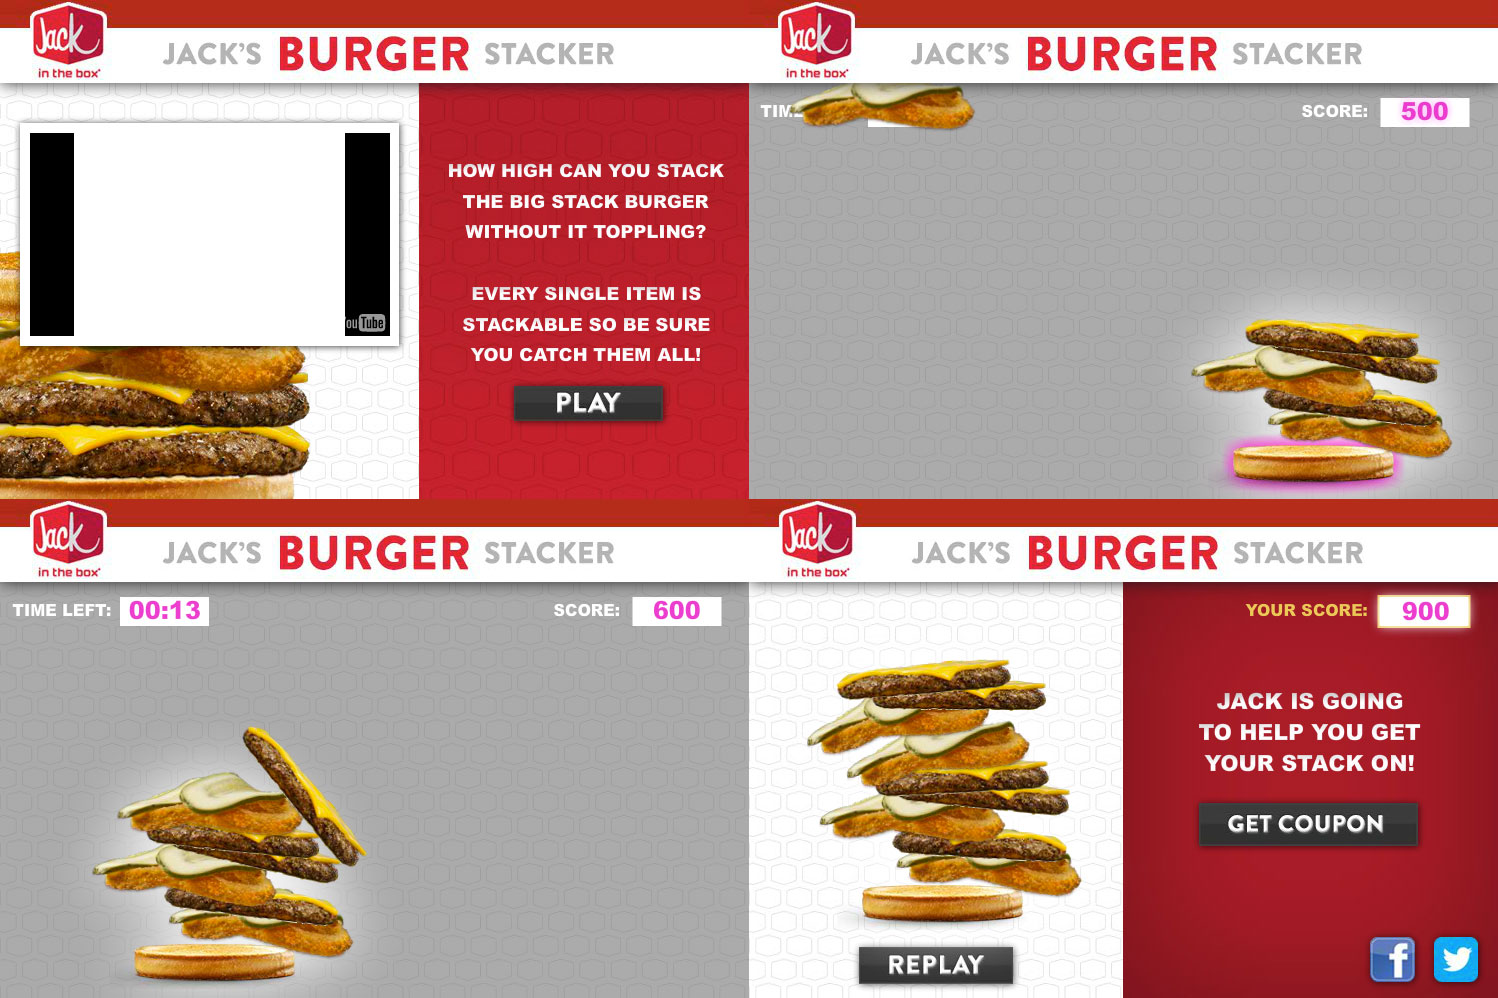 Jack
in the box®
JACK'S BURGER STACKER
YouTube
HOW HIGH CAN YOU STACK
THE BIG STACK BURGER
WITHOUT IT TOPPLING?
EVERY SINGLE ITEM IS
STACKABLE SO BE SURE
YOU CATCH THEM ALL!
PLAY
Jack
in the box®
JACK'S BURGER STACKER
SCORE: 500
Jack
in the box®
JACK'S BURGER STACKER
TIME LEFT: 00:13
SCORE: 600
Jack
in the box®
JACK'S BURGER STACKER
YOUR SCORE: 900
JACK IS GOING
TO HELP YOU GET
YOUR STACK ON!
GET COUPON
REPLAY